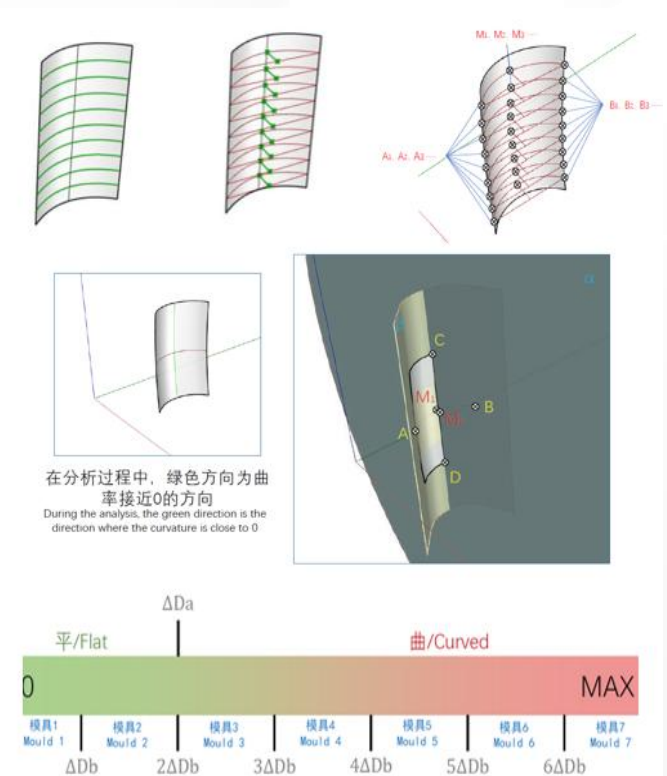 M₁. M₂. M₃ ...
B₁. B₂. B₃ ...
A₁. A₂. A₃ ...
α
C
M₁
B
A
D
在分析过程中，绿色方向为曲
率接近0的方向
During the analysis, the green direction is the
direction where the curvature is close to 0
ΔDa
平/Flat
曲/Curved
0
MAX
模具1 模具2 模具3 模具4 模具5 模具6 模具7
Mould 1 Mould 2 Mould 3 Mould 4 Mould 5 Mould 6 Mould 7
ΔDb 2ΔDb 3ΔDb 4ΔDb 5ΔDb 6ΔDb